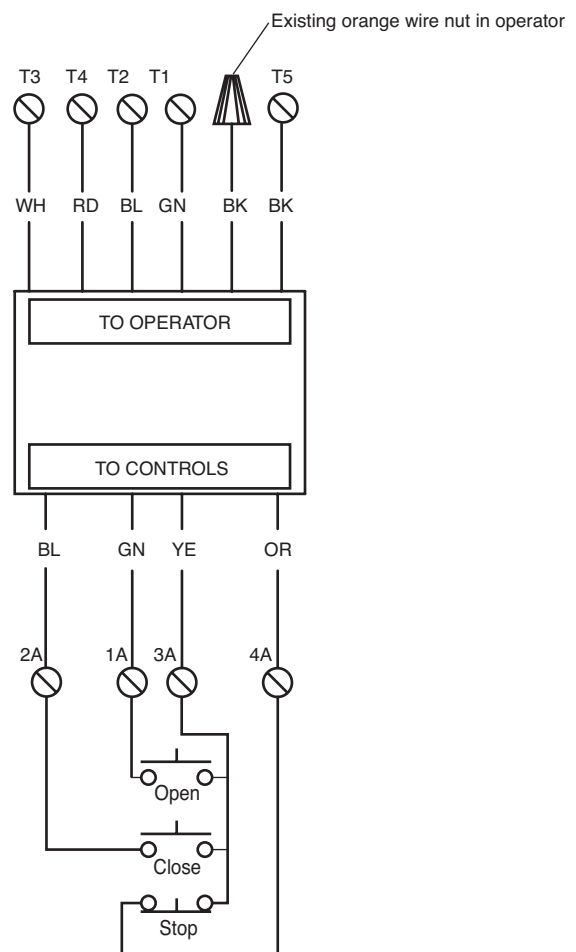 Existing orange wire nut in operator
T3 T4 T2 T1 T5
WH RD BL GN BK BK
TO OPERATOR
TO CONTROLS
BL GN YE OR
2A 1A 3A 4A
Open
Close
Stop